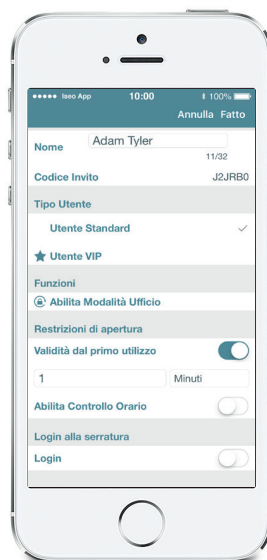 Iseo App 10:00 100%
Annulla Fatto
Nome Adam Tyler
11/32
Codice Invito J2JRB0
Tipo Utente
Utente Standard
Utente VIP
Funzioni
Abilita Modalità Ufficio
Restrizioni di apertura
Validità dal primo utilizzo
1 Minuti
Abilita Controllo Orario
Login alla serratura
Login